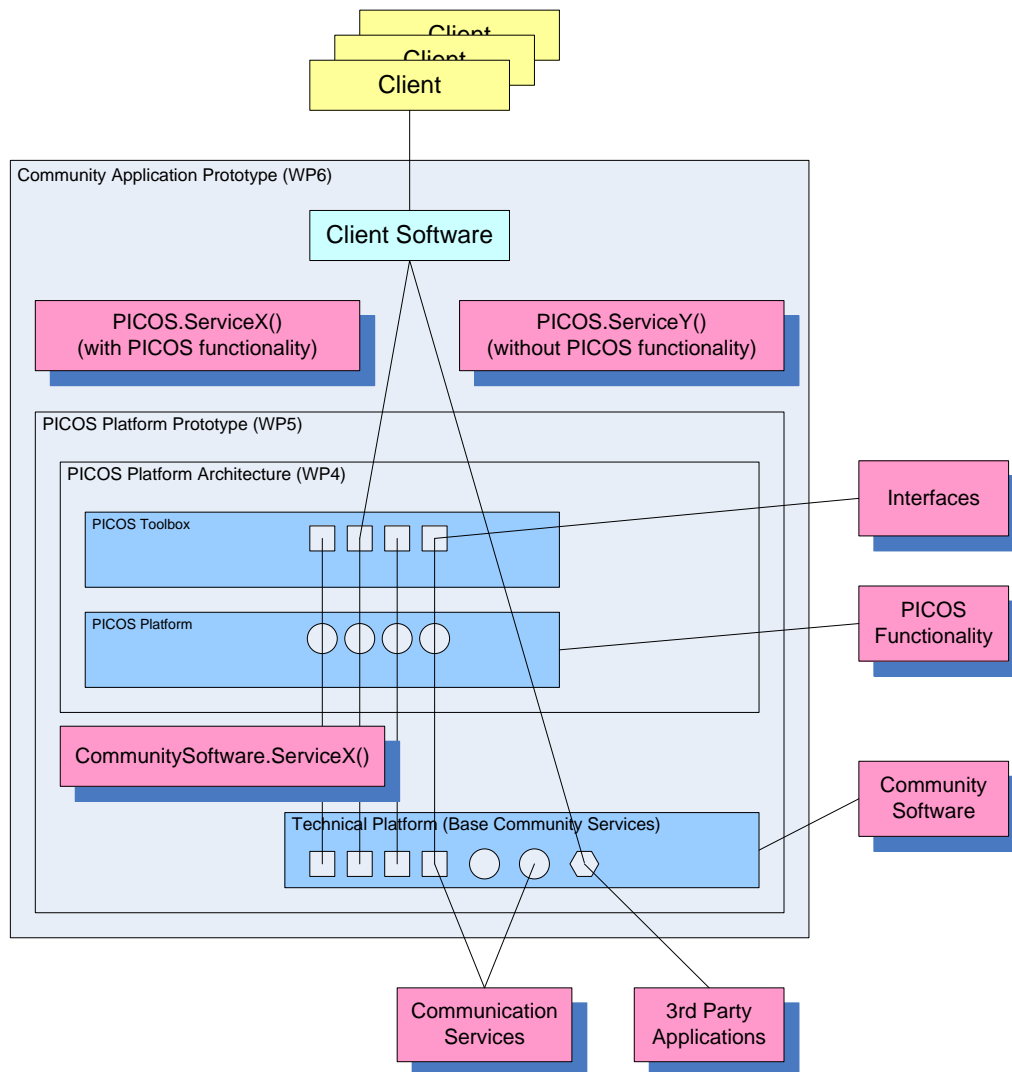 Client
Client
Client
Community Application Prototype (WP6)
Client Software
PICOS.ServiceX()
(with PICOS functionality)
PICOS.ServiceY()
(without PICOS functionality)
PICOS Platform Prototype (WP5)
PICOS Platform Architecture (WP4)
PICOS Toolbox
Interfaces
PICOS Platform
PICOS
Functionality
CommunitySoftware.ServiceX()
Community
Software
Technical Platform (Base Community Services)
Communication
Services
3rd Party
Applications